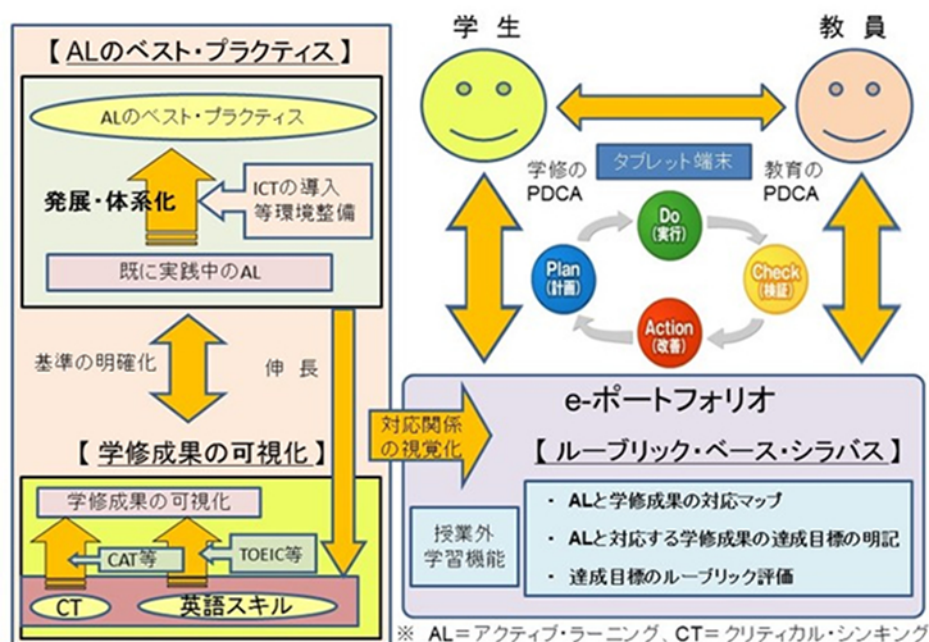 【 ALのベスト・プラクティス 】
ALのベスト・プラクティス
発展・体系化
ICTの導入
等環境整備
既に実践中のAL
基準の明確化
伸 長
【 学修成果の可視化 】
学修成果の可視化
CAT等
TOEIC等
CT
英語スキル
対応関係
の視覚化
学 生
教 員
タブレット端末
学修の
PDCA
教育の
PDCA
Do
(実行)
Plan
(計画)
Check
(検証)
Action
(改善)
e-ポートフォリオ
【 ルーブリック・ベース・シラバス 】
授業外
学習機能
・ ALと学修成果の対応マップ
・ ALと対応する学修成果の達成目標の明記
・ 達成目標のルーブリック評価
※ AL=アクティブ・ラーニング、CT=クリティカル・シンキング